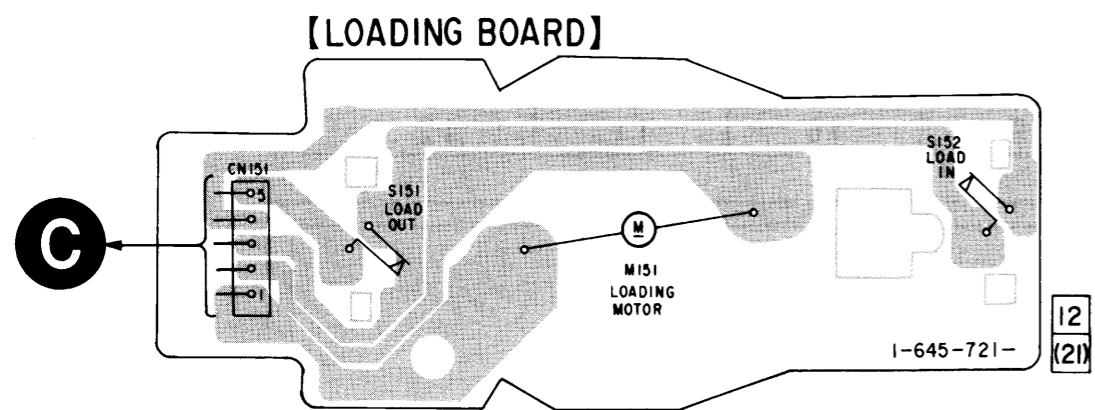 【LOADING BOARD】
CN151
5
1
C
S151
LOAD
OUT
M
M151
LOADING
MOTOR
S152
LOAD
IN
1-645-721-
12
(21)